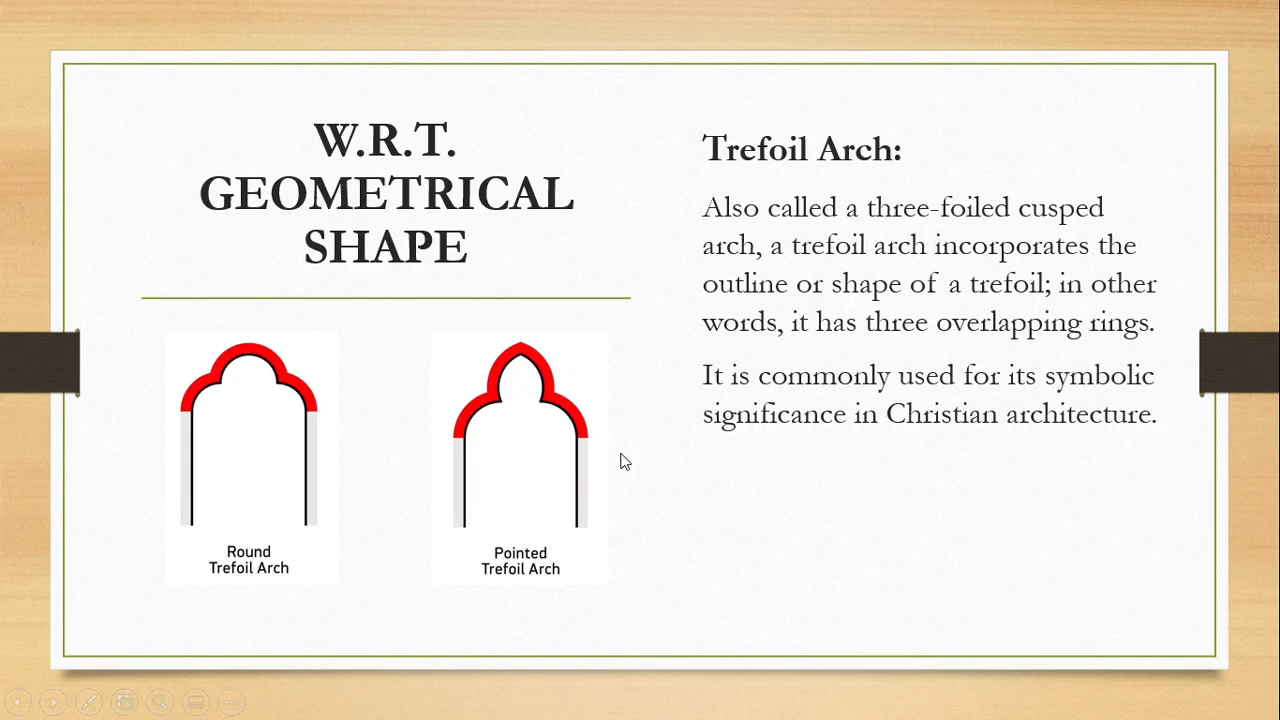 W.R.T.
GEOMETRICAL
SHAPE
Round
Trefoil Arch
Pointed
Trefoil Arch
Trefoil Arch:
Also called a three-foiled cusped
arch, a trefoil arch incorporates the
outline or shape of a trefoil; in other
words, it has three overlapping rings.
It is commonly used for its symbolic
significance in Christian architecture.